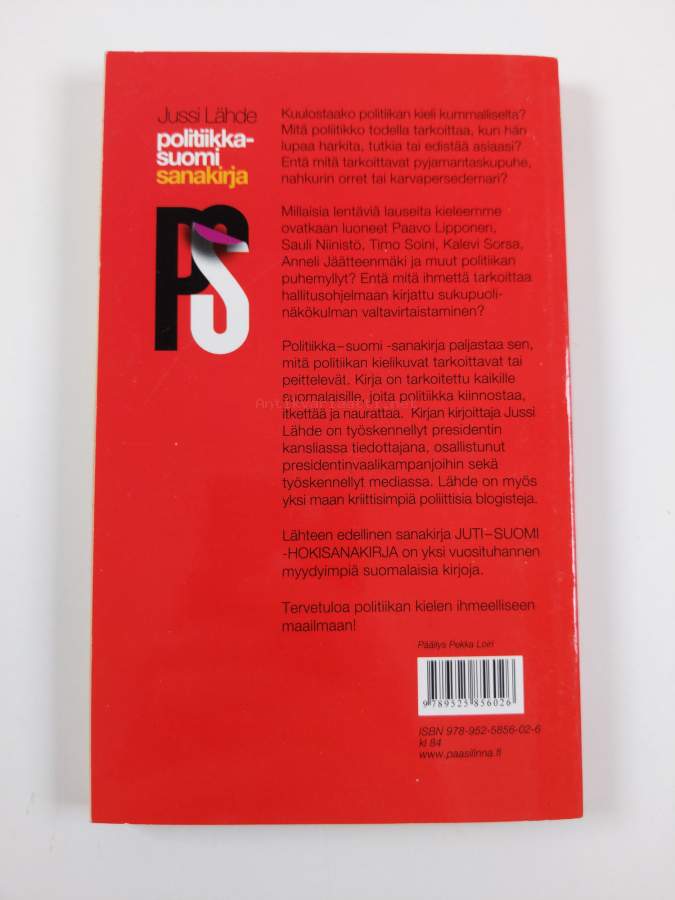 Jussi Lähde
politiikka-
suomi
sanakirja
PS
Kuulostaako politiikan kieli kummalliselta?
Mitä poliitikko todella tarkoittaa, kun hän
lupaa harkita, tutkia tai edistää asiaasi?
Entä mitä tarkoittavat pyjamantaskupuhe,
nahkurin orret tai karvapersedemari?
Millaisia lentäviä lauseita kieleemme
ovatkaan luoneet Paavo Lipponen,
Sauli Niinistö, Timo Soini, Kalevi Sorsa,
Anneli Jäätteenmäki ja muut politiikan
puhemyllyt? Entä mitä ihmettä tarkoittaa
hallitusohjelmaan kirjattu sukupuoli-
näkökulman valtavirtaistaminen?
Politiikka–suomi -sanakirja paljastaa sen,
mitä politiikan kielikuvat tarkoittavat tai
peittelevät. Kirja on tarkoitettu kaikille
suomalaisille, joita politiikka kiinnostaa,
itkettää ja naurattaa. Kirjan kirjoittaja Jussi
Lähde on työskennellyt presidentin
kansliassa tiedottajana, osallistunut
presidentinvaalikampanjoihin sekä
työskennellyt mediassa. Lähde on myös
yksi maan kriittisimpiä poliittisia blogisteja.
Lähteen edellinen sanakirja JUTI–SUOMI
-HOKISANAKIRJA on yksi vuosituhannen
myydyimpiä suomalaisia kirjoja.
Tervetuloa politiikan kielen ihmeelliseen
maailmaan!
Päällys Pekka Loiri
9 789525 856026
ISBN 978-952-5856-02-6
kl 84
www.paasilinna.fi